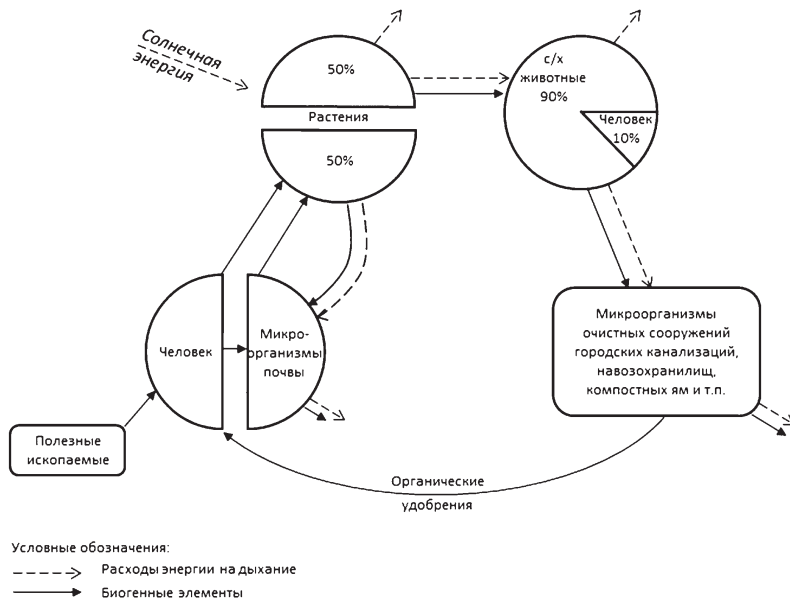 Солнечная
энергия
50%
Растения
50%
с/х
животные
90%
Человек
10%
Человек
Микро-
организмы
почвы
Микроорганизмы
очистных сооружений
городских канализаций,
навозохранилищ,
компостных ям и т.п.
Полезные
ископаемые
Органические
удобрения
Условные обозначения:
Расходы энергии на дыхание
Биогенные элементы